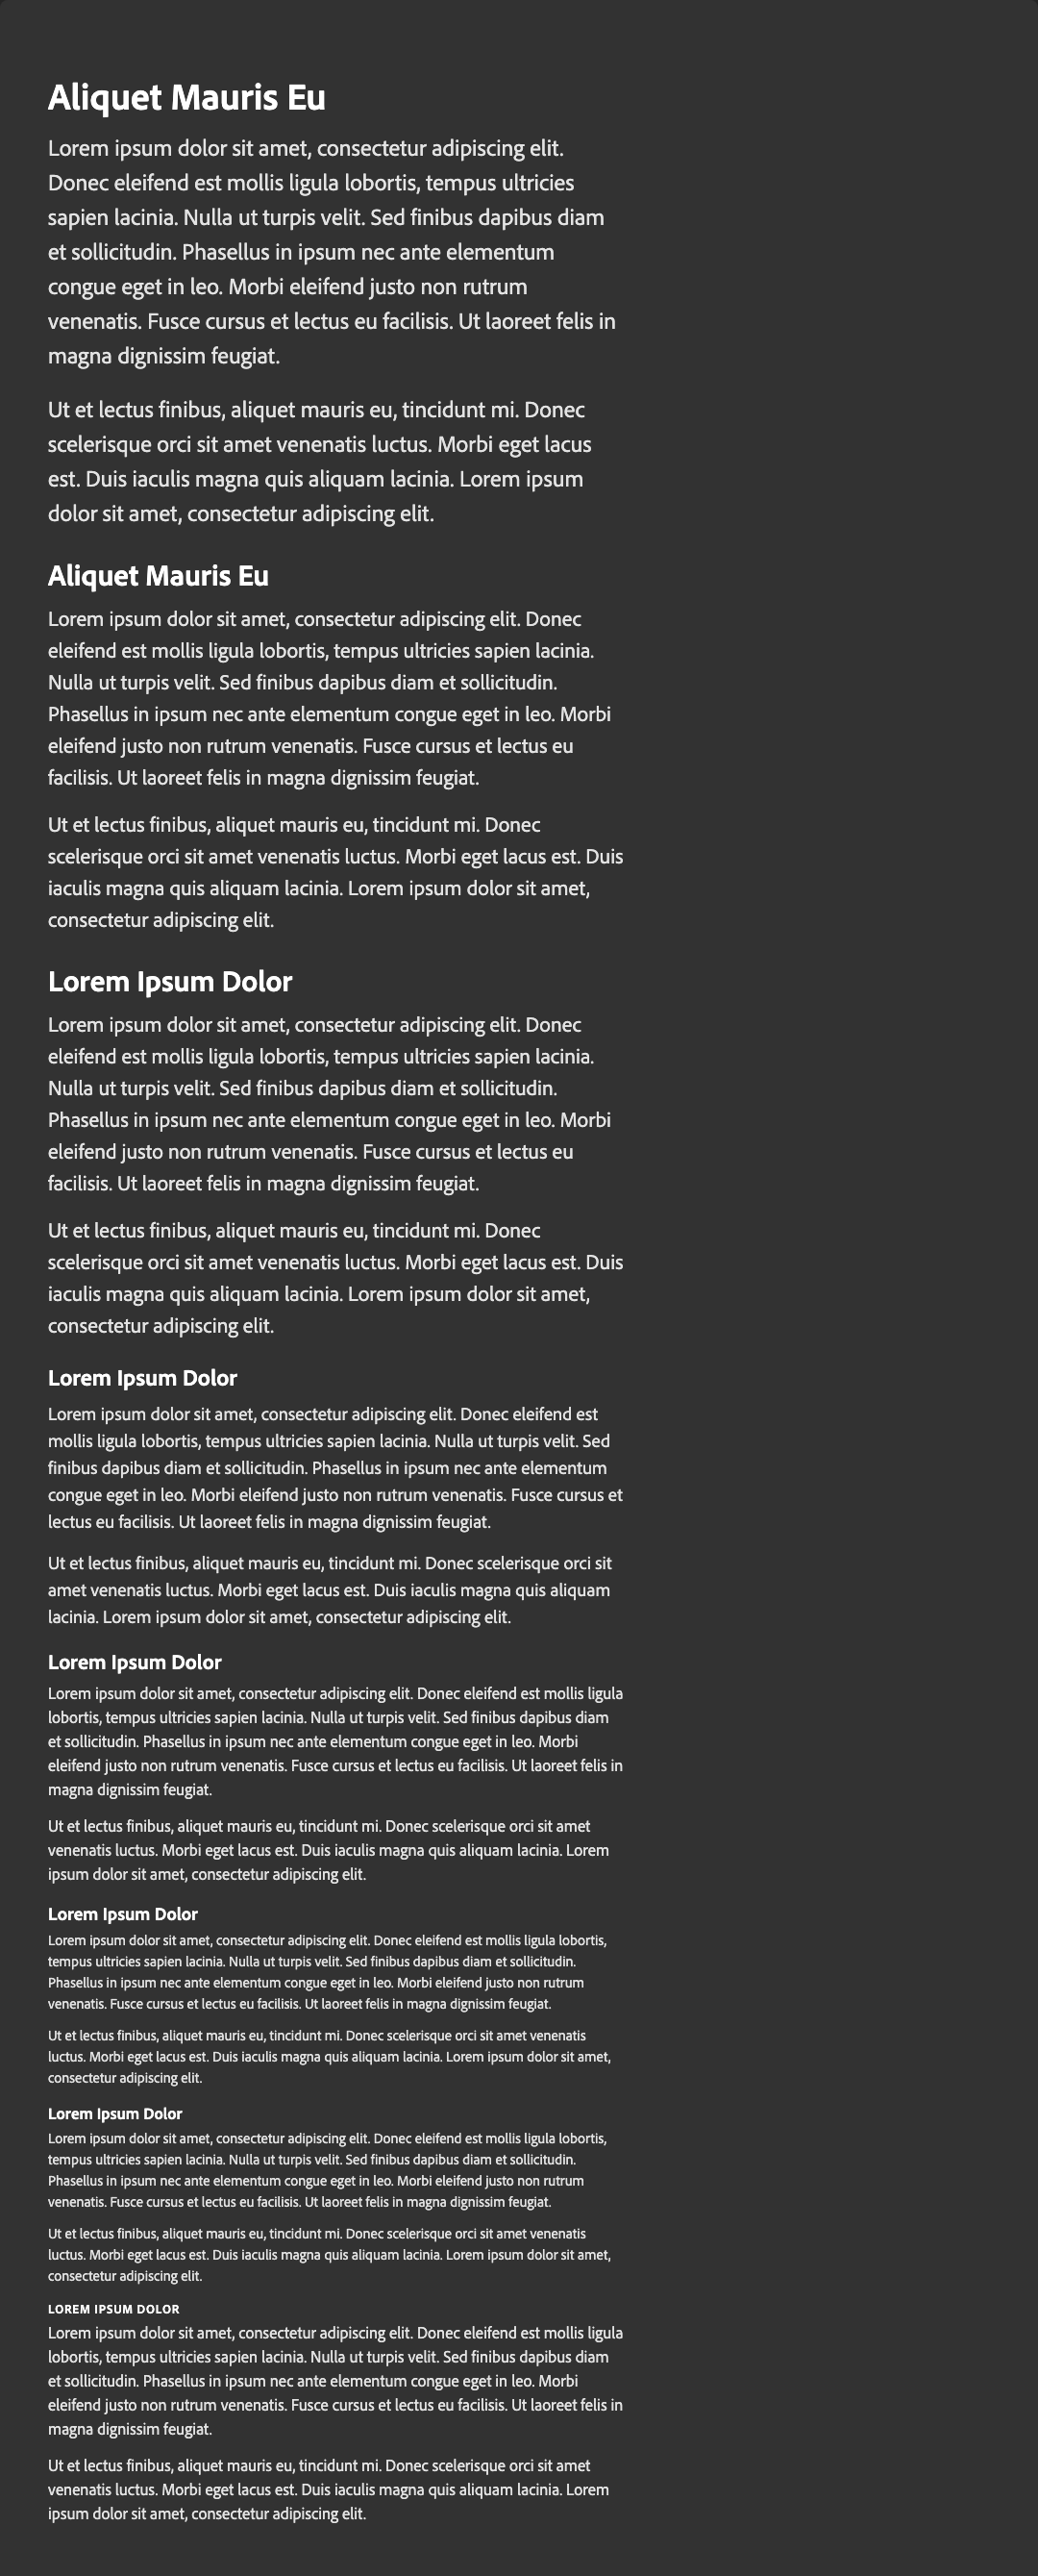 Aliquet Mauris Eu
Lorem ipsum dolor sit amet, consectetur adipiscing elit.
Donec eleifend est mollis ligula lobortis, tempus ultricies
sapien lacinia. Nulla ut turpis velit. Sed finibus dapibus diam
et sollicitudin. Phasellus in ipsum nec ante elementum
congue eget in leo. Morbi eleifend justo non rutrum
venenatis. Fusce cursus et lectus eu facilisis. Ut laoreet felis in
magna dignissim feugiat.
Ut et lectus finibus, aliquet mauris eu, tincidunt mi. Donec
scelerisque orci sit amet venenatis luctus. Morbi eget lacus
est. Duis iaculis magna quis aliquam lacinia. Lorem ipsum
dolor sit amet, consectetur adipiscing elit.
Aliquet Mauris Eu
Lorem ipsum dolor sit amet, consectetur adipiscing elit. Donec
eleifend est mollis ligula lobortis, tempus ultricies sapien lacinia.
Nulla ut turpis velit. Sed finibus dapibus diam et sollicitudin.
Phasellus in ipsum nec ante elementum congue eget in leo. Morbi
eleifend justo non rutrum venenatis. Fusce cursus et lectus eu
facilisis. Ut laoreet felis in magna dignissim feugiat.
Ut et lectus finibus, aliquet mauris eu, tincidunt mi. Donec
scelerisque orci sit amet venenatis luctus. Morbi eget lacus est. Duis
iaculis magna quis aliquam lacinia. Lorem ipsum dolor sit amet,
consectetur adipiscing elit.
Lorem Ipsum Dolor
Lorem ipsum dolor sit amet, consectetur adipiscing elit. Donec
eleifend est mollis ligula lobortis, tempus ultricies sapien lacinia.
Nulla ut turpis velit. Sed finibus dapibus diam et sollicitudin.
Phasellus in ipsum nec ante elementum congue eget in leo. Morbi
eleifend justo non rutrum venenatis. Fusce cursus et lectus eu
facilisis. Ut laoreet felis in magna dignissim feugiat.
Ut et lectus finibus, aliquet mauris eu, tincidunt mi. Donec
scelerisque orci sit amet venenatis luctus. Morbi eget lacus est. Duis
iaculis magna quis aliquam lacinia. Lorem ipsum dolor sit amet,
consectetur adipiscing elit.
Lorem Ipsum Dolor
Lorem ipsum dolor sit amet, consectetur adipiscing elit. Donec eleifend est
mollis ligula lobortis, tempus ultricies sapien lacinia. Nulla ut turpis velit. Sed
finibus dapibus diam et sollicitudin. Phasellus in ipsum nec ante elementum
congue eget in leo. Morbi eleifend justo non rutrum venenatis. Fusce cursus et
lectus eu facilisis. Ut laoreet felis in magna dignissim feugiat.
Ut et lectus finibus, aliquet mauris eu, tincidunt mi. Donec scelerisque orci sit
amet venenatis luctus. Morbi eget lacus est. Duis iaculis magna quis aliquam
lacinia. Lorem ipsum dolor sit amet, consectetur adipiscing elit.
Lorem Ipsum Dolor
Lorem ipsum dolor sit amet, consectetur adipiscing elit. Donec eleifend est mollis ligula
lobortis, tempus ultricies sapien lacinia. Nulla ut turpis velit. Sed finibus dapibus diam
et sollicitudin. Phasellus in ipsum nec ante elementum congue eget in leo. Morbi
eleifend justo non rutrum venenatis. Fusce cursus et lectus eu facilisis. Ut laoreet felis in
magna dignissim feugiat.
Ut et lectus finibus, aliquet mauris eu, tincidunt mi. Donec scelerisque orci sit amet
venenatis luctus. Morbi eget lacus est. Duis iaculis magna quis aliquam lacinia. Lorem
ipsum dolor sit amet, consectetur adipiscing elit.
Lorem Ipsum Dolor
Lorem ipsum dolor sit amet, consectetur adipiscing elit. Donec eleifend est mollis ligula lobortis,
tempus ultricies sapien lacinia. Nulla ut turpis velit. Sed finibus dapibus diam et sollicitudin.
Phasellus in ipsum nec ante elementum congue eget in leo. Morbi eleifend justo non rutrum
venenatis. Fusce cursus et lectus eu facilisis. Ut laoreet felis in magna dignissim feugiat.
Ut et lectus finibus, aliquet mauris eu, tincidunt mi. Donec scelerisque orci sit amet venenatis
luctus. Morbi eget lacus est. Duis iaculis magna quis aliquam lacinia. Lorem ipsum dolor sit amet,
consectetur adipiscing elit.
Lorem Ipsum Dolor
Lorem ipsum dolor sit amet, consectetur adipiscing elit. Donec eleifend est mollis ligula lobortis,
tempus ultricies sapien lacinia. Nulla ut turpis velit. Sed finibus dapibus diam et sollicitudin.
Phasellus in ipsum nec ante elementum congue eget in leo. Morbi eleifend justo non rutrum
venenatis. Fusce cursus et lectus eu facilisis. Ut laoreet felis in magna dignissim feugiat.
Ut et lectus finibus, aliquet mauris eu, tincidunt mi. Donec scelerisque orci sit amet venenatis
luctus. Morbi eget lacus est. Duis iaculis magna quis aliquam lacinia. Lorem ipsum dolor sit amet,
consectetur adipiscing elit.
LOREM IPSUM DOLOR
Lorem ipsum dolor sit amet, consectetur adipiscing elit. Donec eleifend est mollis ligula
lobortis, tempus ultricies sapien lacinia. Nulla ut turpis velit. Sed finibus dapibus diam
et sollicitudin. Phasellus in ipsum nec ante elementum congue eget in leo. Morbi
eleifend justo non rutrum venenatis. Fusce cursus et lectus eu facilisis. Ut laoreet felis in
magna dignissim feugiat.
Ut et lectus finibus, aliquet mauris eu, tincidunt mi. Donec scelerisque orci sit amet
venenatis luctus. Morbi eget lacus est. Duis iaculis magna quis aliquam lacinia. Lorem
ipsum dolor sit amet, consectetur adipiscing elit.